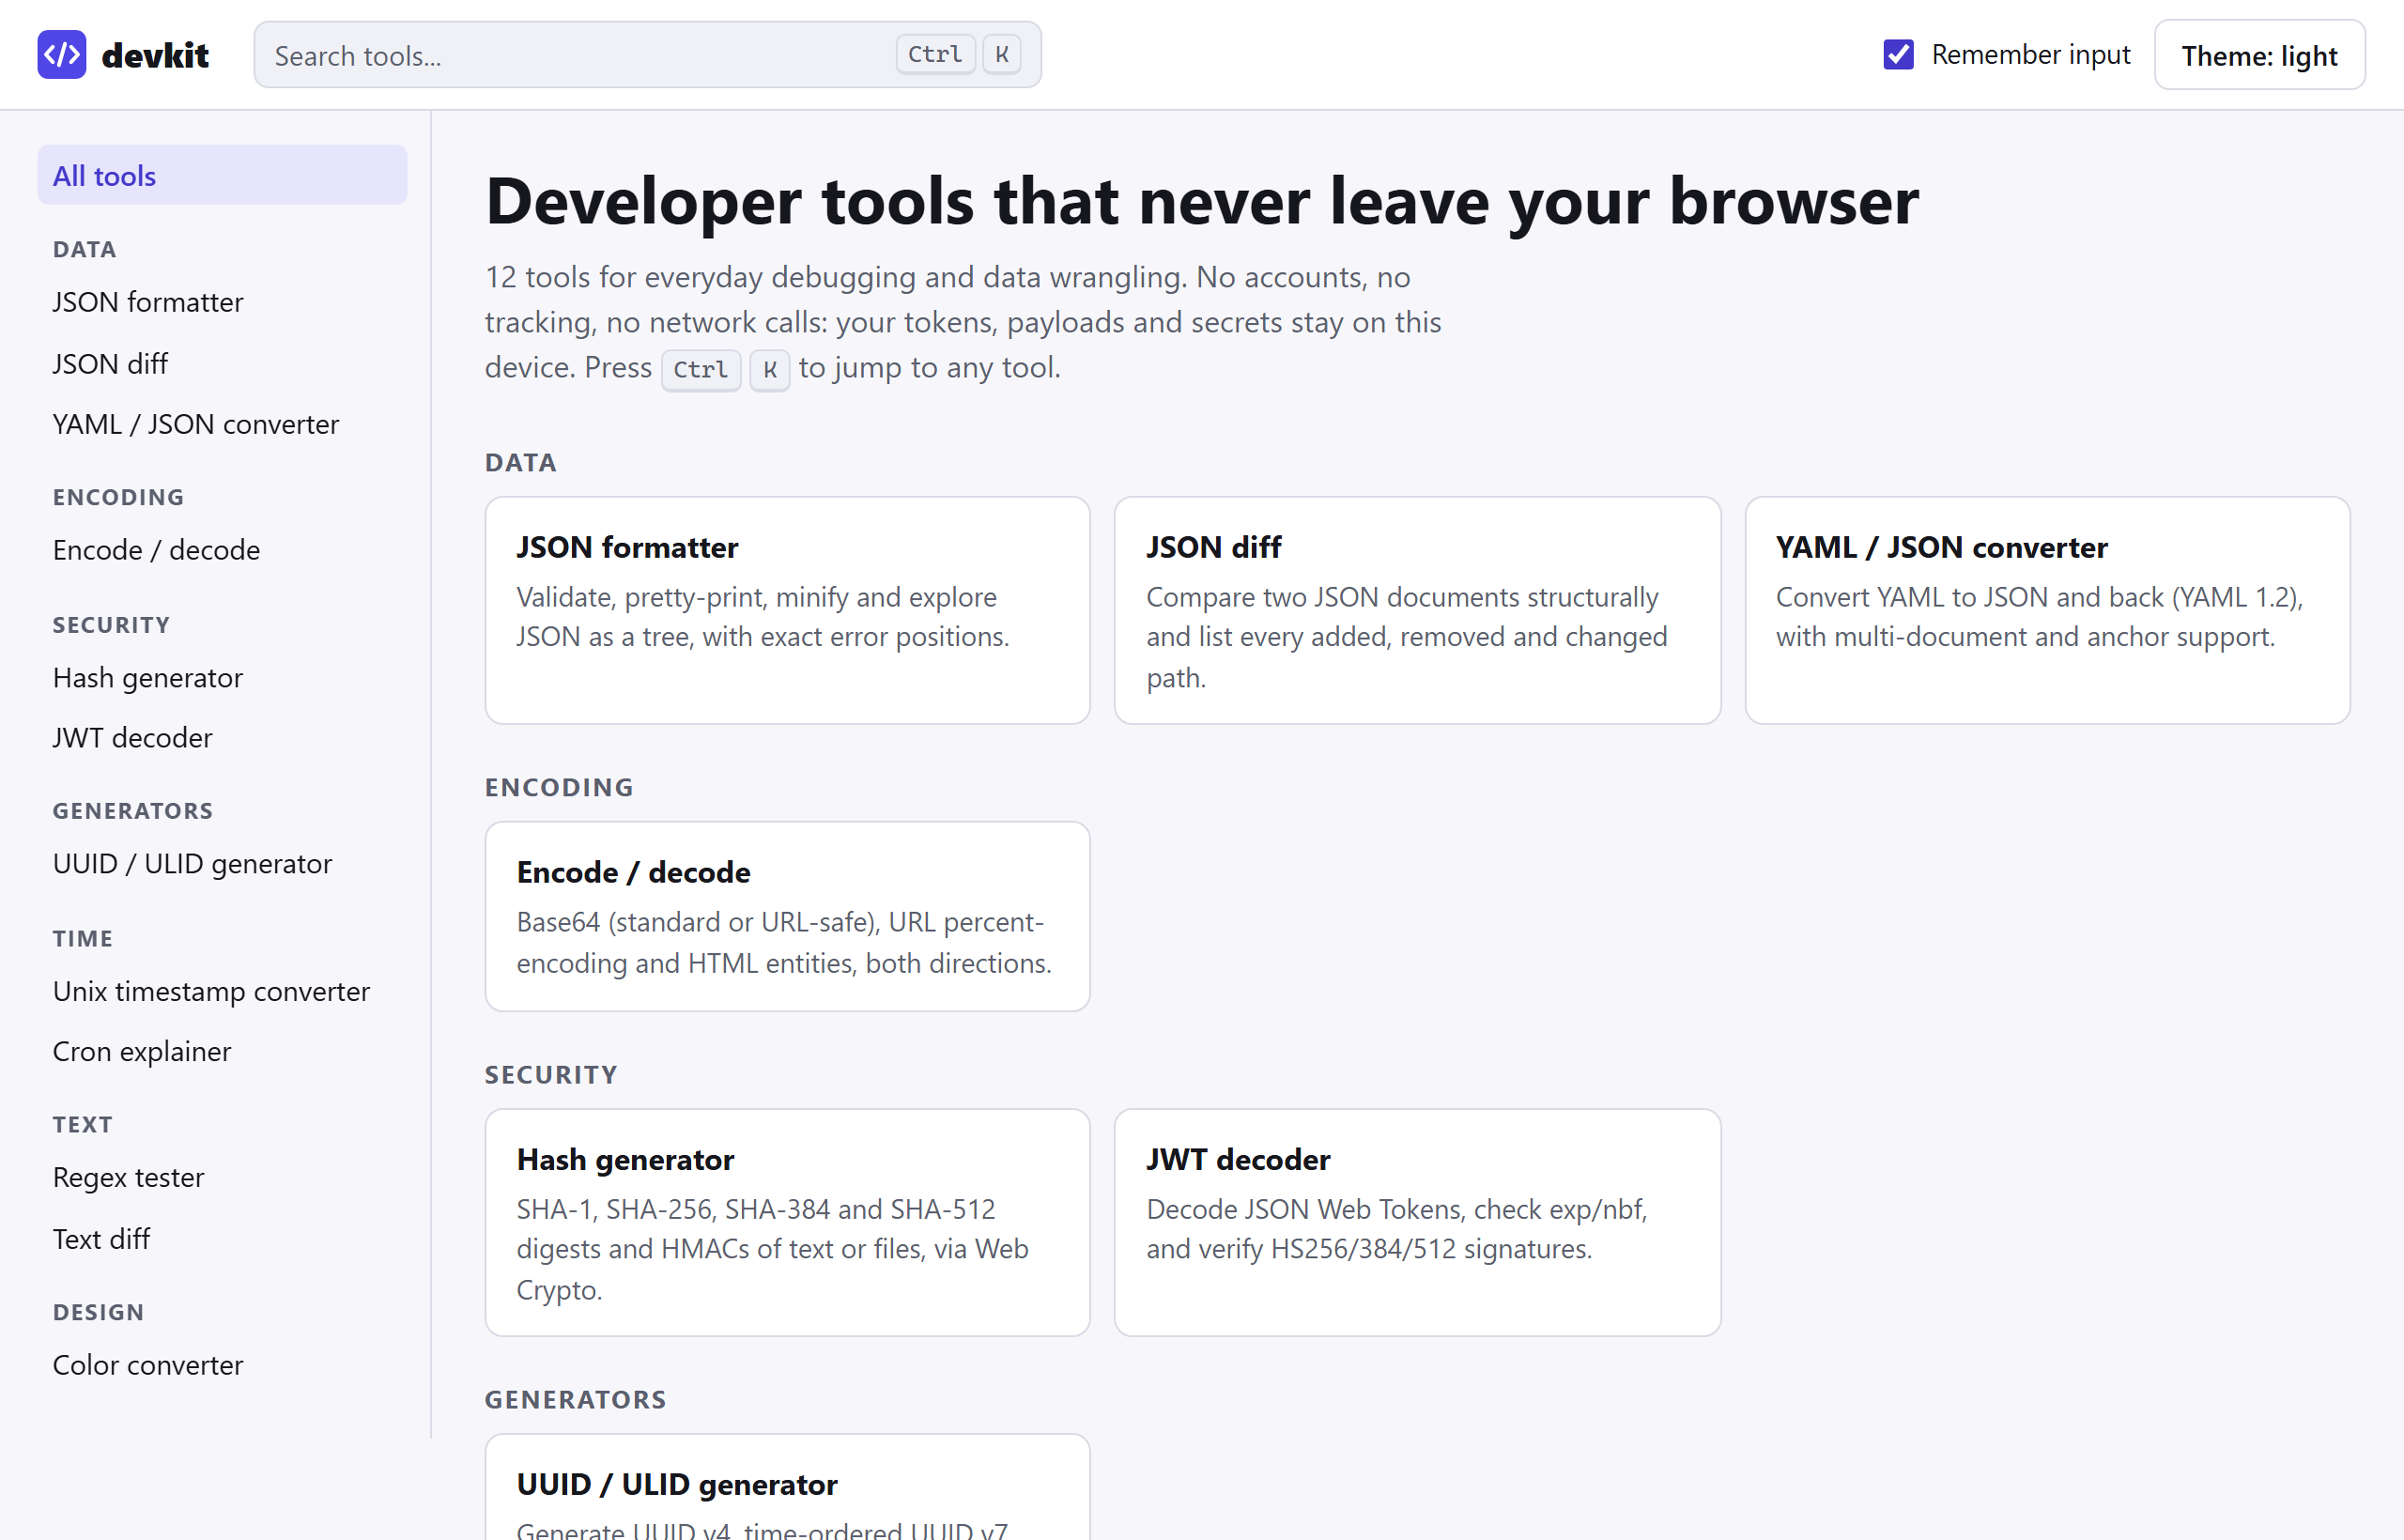 devkit
Search tools...
Ctrl K
Remember input
Theme: light
All tools
DATA
JSON formatter
JSON diff
YAML / JSON converter
ENCODING
Encode / decode
SECURITY
Hash generator
JWT decoder
GENERATORS
UUID / ULID generator
TIME
Unix timestamp converter
Cron explainer
TEXT
Regex tester
Text diff
DESIGN
Color converter
Developer tools that never leave your browser
12 tools for everyday debugging and data wrangling. No accounts, no
tracking, no network calls: your tokens, payloads and secrets stay on this
device. Press Ctrl K to jump to any tool.
DATA
JSON formatter
Validate, pretty-print, minify and explore
JSON as a tree, with exact error positions.
JSON diff
Compare two JSON documents structurally
and list every added, removed and changed
path.
YAML / JSON converter
Convert YAML to JSON and back (YAML 1.2),
with multi-document and anchor support.
ENCODING
Encode / decode
Base64 (standard or URL-safe), URL percent-
encoding and HTML entities, both directions.
SECURITY
Hash generator
SHA-1, SHA-256, SHA-384 and SHA-512
digests and HMACs of text or files, via Web
Crypto.
JWT decoder
Decode JSON Web Tokens, check exp/nbf,
and verify HS256/384/512 signatures.
GENERATORS
UUID / ULID generator
Generate UUID v4, time-ordered UUID v7